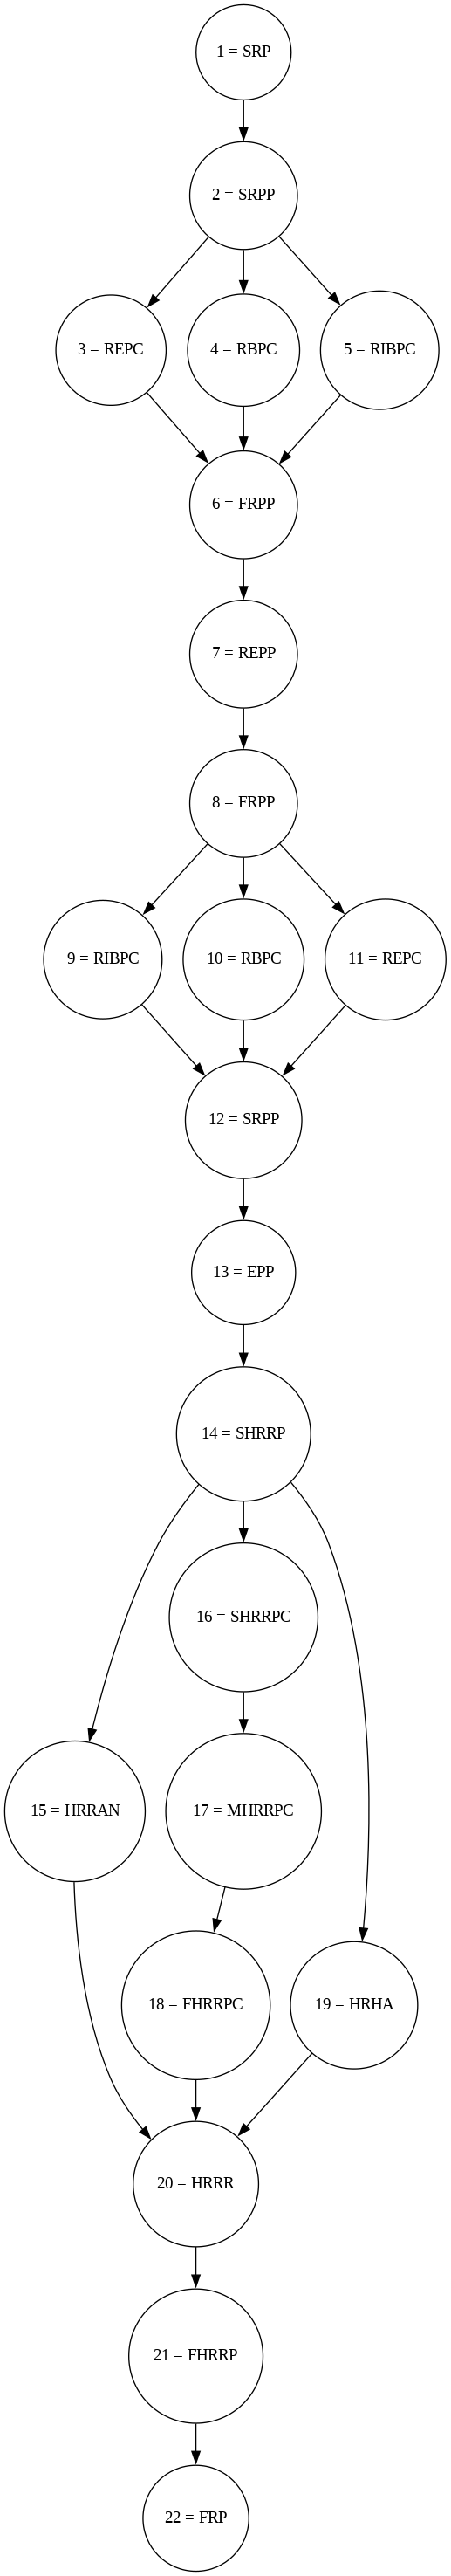 1 = SRP
2 = SRPP
3 = REPC
4 = RBPC
5 = RIBPC
6 = FRPP
7 = REPP
8 = FRPP
9 = RIBPC
10 = RBPC
11 = REPC
12 = SRPP
13 = EPP
14 = SHRRP
16 = SHRRPC
15 = HRRAN
17 = MHRRPC
18 = FHRRPC
19 = HRHA
20 = HRRR
21 = FHRRP
22 = FRP